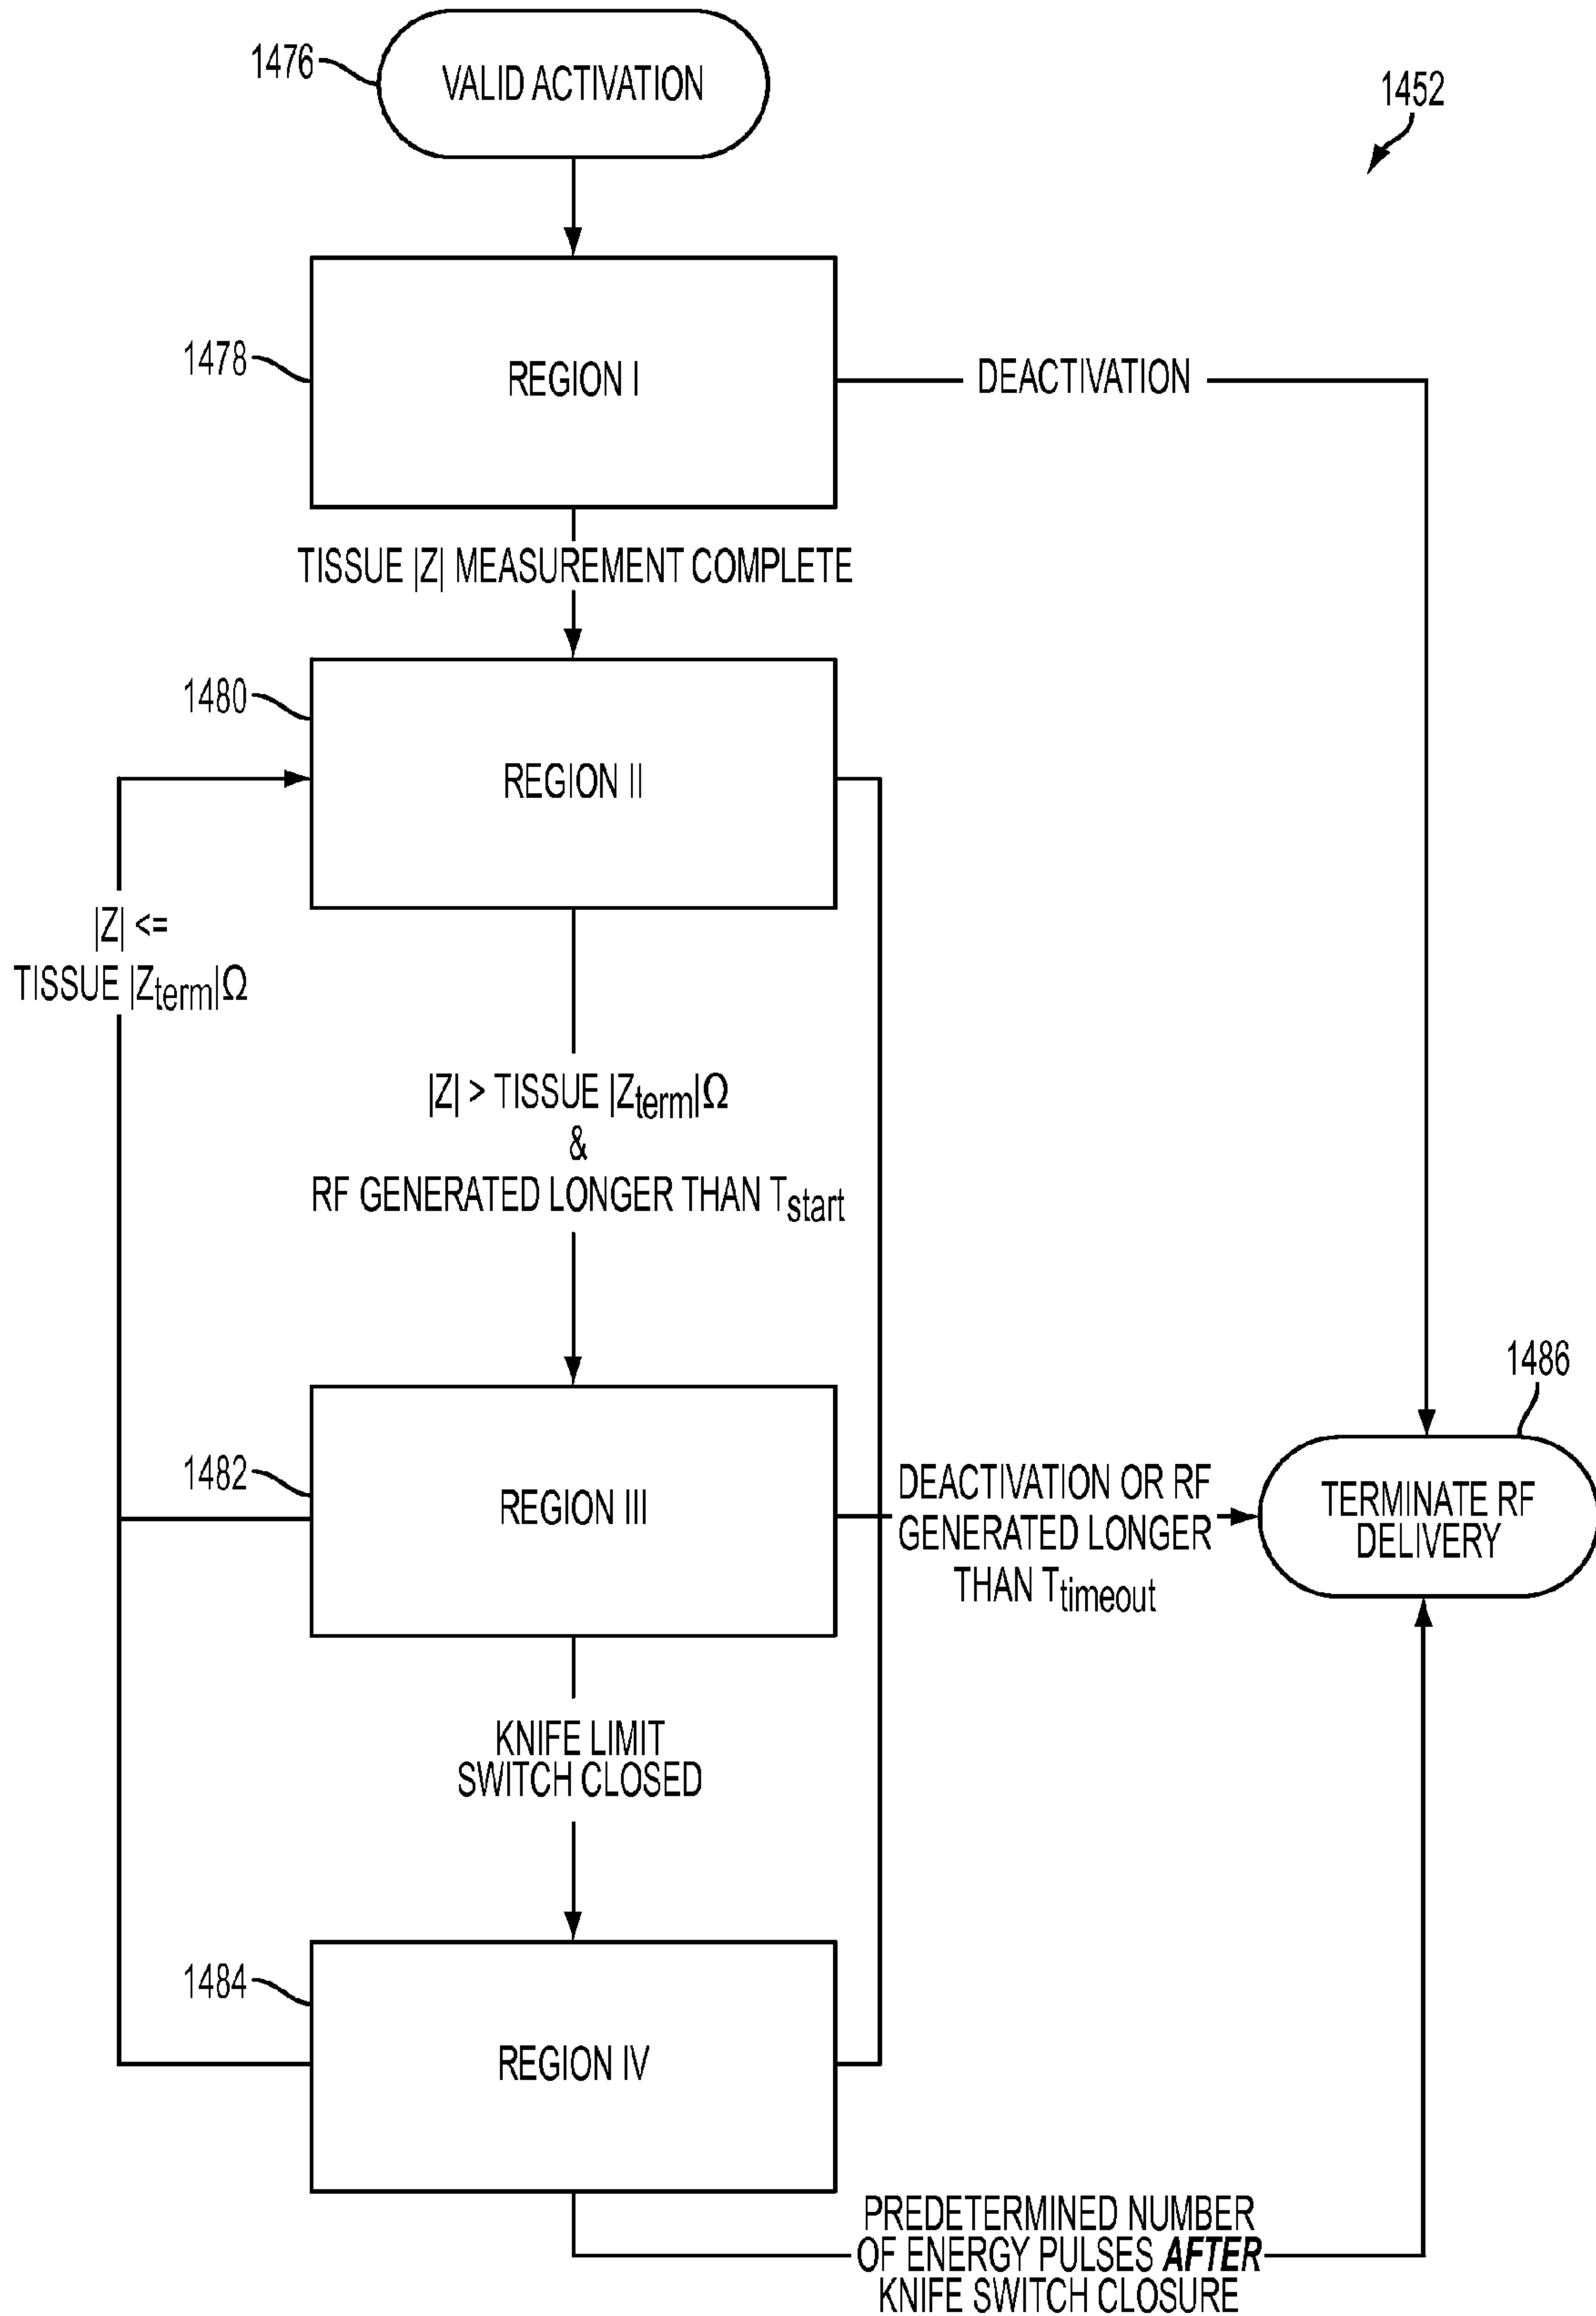 1476
VALID ACTIVATION
1452
1478
REGION I
DEACTIVATION
TISSUE |Z| MEASUREMENT COMPLETE
1480
REGION II
|Z| <=
TISSUE |Zterm|Ω
|Z| > TISSUE |Zterm|Ω
&
RF GENERATED LONGER THAN Tstart
1482
REGION III
DEACTIVATION OR RF
GENERATED LONGER
THAN Ttimeout
1486
TERMINATE RF
DELIVERY
KNIFE LIMIT
SWITCH CLOSED
1484
REGION IV
PREDETERMINED NUMBER
OF ENERGY PULSES AFTER
KNIFE SWITCH CLOSURE